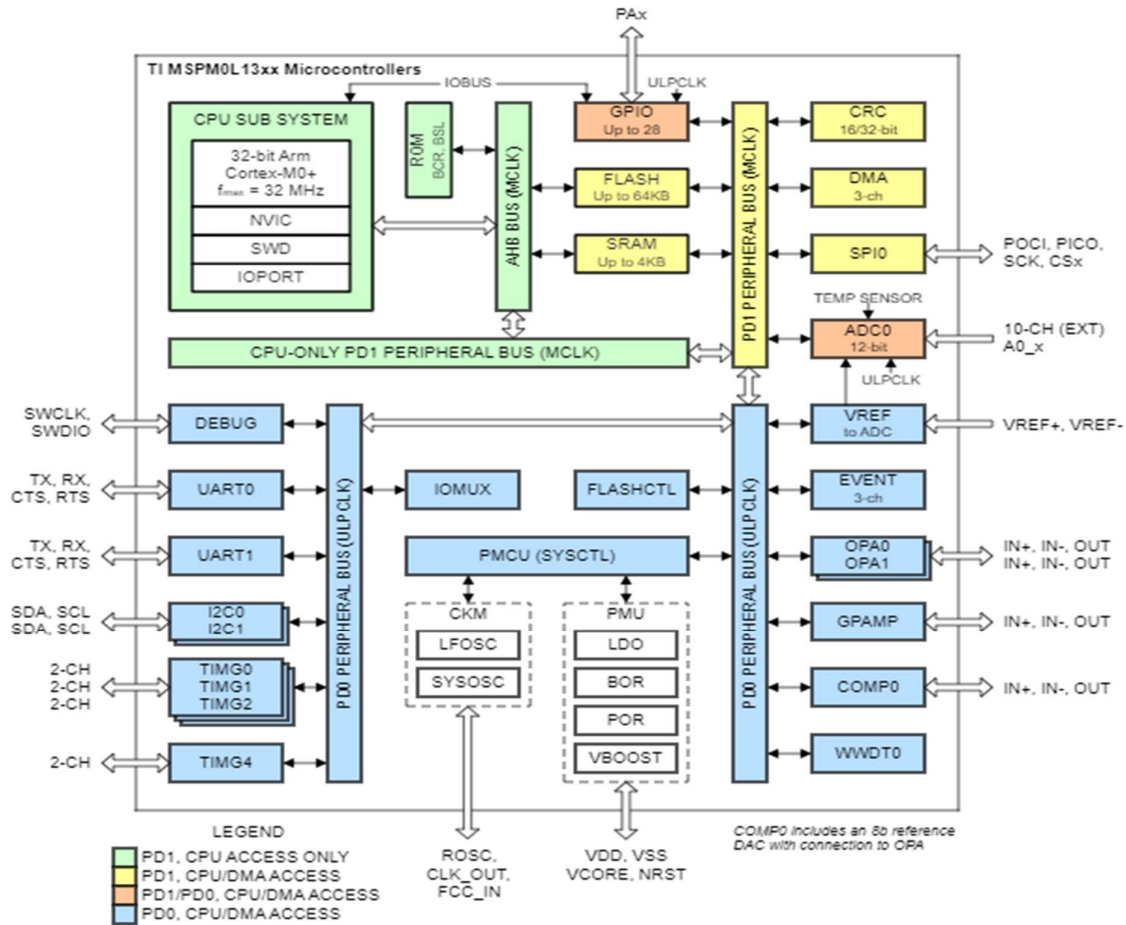 PAx
TI MSPM0L13xx Microcontrollers
IOBUS
ULPCLK
CPU SUB SYSTEM
32-bit Arm
Cortex-M0+
fmax = 32 MHz
NVIC
SWD
IOPORT
ROM
BCR, BSL
AHB BUS (MCLK)
GPIO
Up to 28
FLASH
Up to 64KB
SRAM
Up to 4KB
PD1 PERIPHERAL BUS (MCLK)
CRC
16/32-bit
DMA
3-ch
SPI0
POCI, PICO,
SCK, CSx
TEMP SENSOR
ADC0
12-bit
10-CH (EXT)
A0_x
ULPCLK
CPU-ONLY PD1 PERIPHERAL BUS (MCLK)
SWCLK,
SWDIO
DEBUG
TX, RX,
CTS, RTS
UART0
TX, RX,
CTS, RTS
UART1
SDA, SCL
SDA, SCL
I2C0
I2C1
2-CH
2-CH
2-CH
TIMG0
TIMG1
TIMG2
2-CH
TIMG4
PD0 PERIPHERAL BUS (ULPCLK)
IOMUX
FLASHCTL
PMCU (SYSCTL)
CKM
LFOSC
SYSOSC
PMU
LDO
BOR
POR
VBOOST
PD0 PERIPHERAL BUS (ULPCLK)
VREF
to ADC
VREF+, VREF-
EVENT
3-ch
OPA0
OPA1
IN+, IN-, OUT
IN+, IN-, OUT
GPAMP
IN+, IN-, OUT
COMP0
IN+, IN-, OUT
WWDT0
LEGEND
PD1, CPU ACCESS ONLY
PD1, CPU/DMA ACCESS
PD1/PD0, CPU/DMA ACCESS
PD0, CPU/DMA ACCESS
ROSC,
CLK_OUT,
FCC_IN
VDD, VSS
VCORE, NRST
COMP0 includes an 8b reference
DAC with connection to OPA